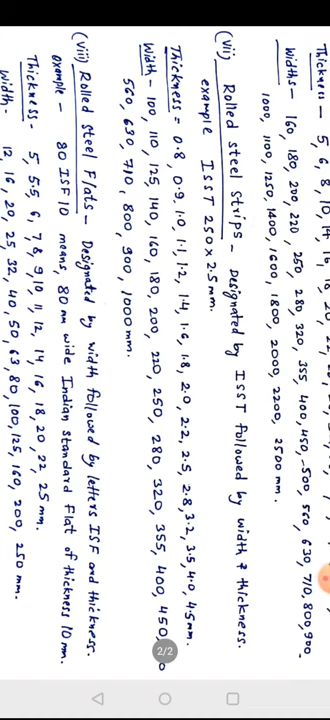 Thickness - 5, 6, 8, 10, 14, 16, 18, 20, 22,
Widths - 160, 180, 200, 220, 250, 280, 320, 355, 400, 450, 500, 560, 630, 710, 800, 900,
1000, 1100, 1250, 1400, 1600, 1800, 2000, 2200, 2500 mm.
(vii) Rolled steel strips - Designated by ISST followed by width & thickness.
example ISST 250 x 2.5 mm.
Thickness = 0.8, 0.9, 1.0, 1.1, 1.2, 1.4, 1.6, 1.8, 2.0, 2.2, 2.5, 2.8, 3.2, 3.5, 4.0, 4.5 mm.
Width - 100, 110, 125, 140, 160, 180, 200, 220, 250, 280, 320, 355, 400, 450,
560, 630, 710, 800, 900, 1000 mm.
(viii) Rolled steel Flats - Designated by width followed by letters ISF and thickness.
example - 80 ISF 10 means, 80 mm wide Indian standard flat of thickness 10 mm.
Thickness - 5, 5.5, 6, 7, 8, 9, 10, 11, 12, 14, 16, 18, 20, 22, 25 mm.
Width - 12, 16, 20, 25, 32, 40, 50, 63, 80, 100, 125, 160, 200, 250 mm.
2/2